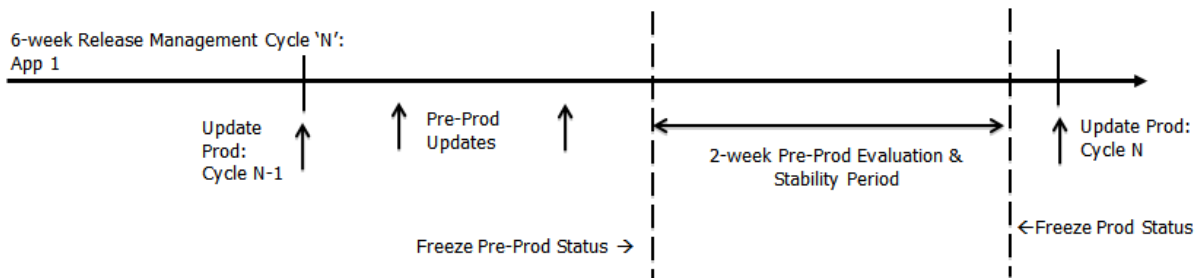 6-week Release Management Cycle ‘N’:
App 1
Update
Prod:
Cycle N-1
Pre-Prod
Updates
2-week Pre-Prod Evaluation &
Stability Period
Update Prod:
Cycle N
Freeze Pre-Prod Status →
←Freeze Prod Status